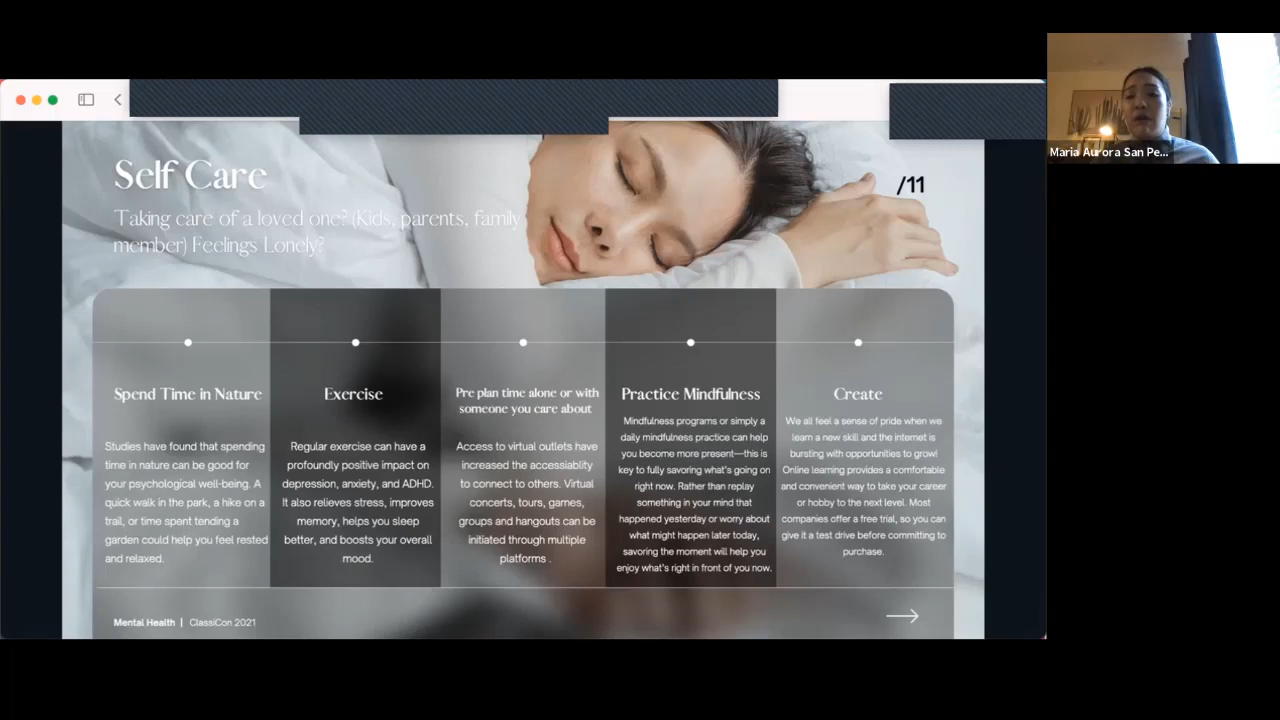 Self Care
Taking care of a loved one? (Kids, parents, family
member) Feelings Lonely?
/11
Maria Aurora San Pe...
Spend Time in Nature
Studies have found that spending
time in nature can be good for
your psychological well-being. A
quick walk in the park, a hike on a
trail, or time spent tending a
garden could help you feel rested
and relaxed.
Exercise
Regular exercise can have a
profoundly positive impact on
depression, anxiety, and ADHD.
It also relieves stress, improves
memory, helps you sleep
better, and boosts your overall
mood.
Pre plan time alone or with
someone you care about
Access to virtual outlets have
increased the accessiablity
to connect to others. Virtual
concerts, tours, games,
groups and hangouts can be
initiated through multiple
platforms .
Practice Mindfulness
Mindfulness programs or simply a
daily mindfulness practice can help
you become more present—this is
key to fully savoring what's going on
right now. Rather than replay
something in your mind that
happened yesterday or worry about
what might happen later today,
savoring the moment will help you
enjoy what's right in front of you now.
Create
We all feel a sense of pride when we
learn a new skill and the internet is
bursting with opportunities to grow!
Online learning provides a comfortable
and convenient way to take your career
or hobby to the next level. Most
companies offer a free trial, so you can
give it a test drive before committing to
purchase.
Mental Health | ClassiCon 2021